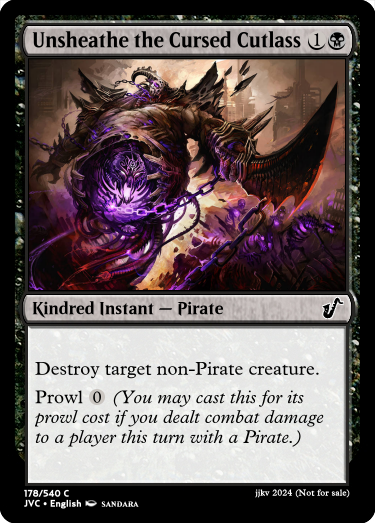 Unsheathe the Cursed Cutlass 1
Kindred Instant — Pirate
Destroy target non-Pirate creature.
Prowl 0 (You may cast this for its
prowl cost if you dealt combat damage
to a player this turn with a Pirate.)
178/540 C
JVC • English SANDARA
jjkv 2024 (Not for sale)